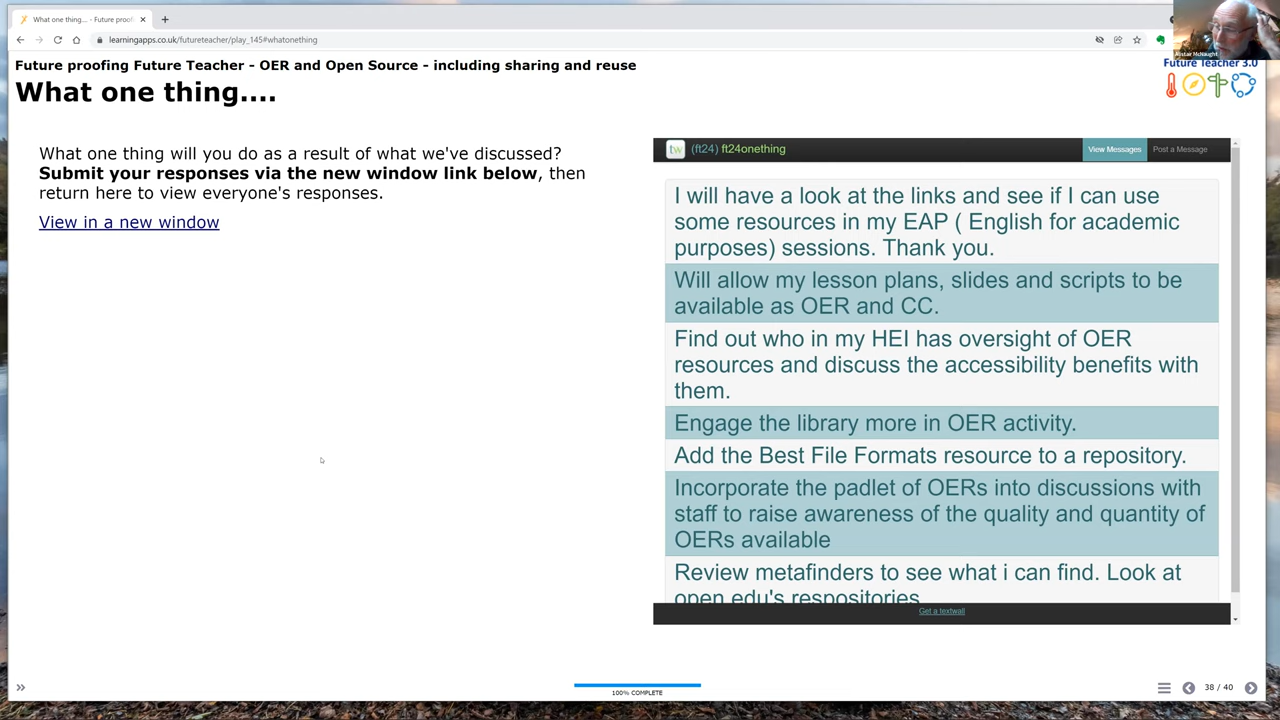 What one thing.... - Future proof
learningapps.co.uk/futureteacher/play_145#whatonething
Alistair McNaught
Future proofing Future Teacher - OER and Open Source - including sharing and reuse
Future Teacher 3.0
What one thing....
What one thing will you do as a result of what we've discussed?
Submit your responses via the new window link below, then
return here to view everyone's responses.
View in a new window
tw (ft24) ft24onething
View Messages
Post a Message
I will have a look at the links and see if I can use
some resources in my EAP ( English for academic
purposes) sessions. Thank you.
Will allow my lesson plans, slides and scripts to be
available as OER and CC.
Find out who in my HEI has oversight of OER
resources and discuss the accessibility benefits with
them.
Engage the library more in OER activity.
Add the Best File Formats resource to a repository.
Incorporate the padlet of OERs into discussions with
staff to raise awareness of the quality and quantity of
OERs available
Review metafinders to see what i can find. Look at
open edu's respositories
Get a textwall
100% COMPLETE
38 / 40